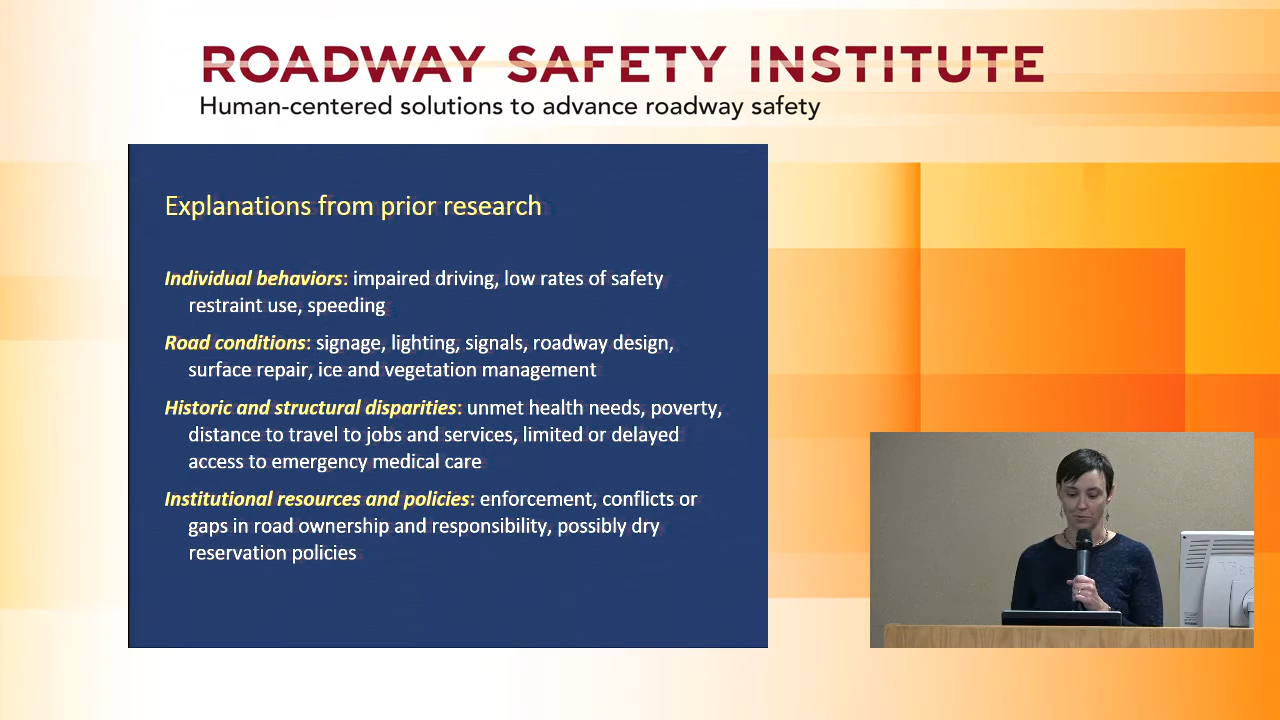 ROADWAY SAFETY INSTITUTE
Human-centered solutions to advance roadway safety
Explanations from prior research
Individual behaviors: impaired driving, low rates of safety
restraint use, speeding
Road conditions: signage, lighting, signals, roadway design,
surface repair, ice and vegetation management
Historic and structural disparities: unmet health needs, poverty,
distance to travel to jobs and services, limited or delayed
access to emergency medical care
Institutional resources and policies: enforcement, conflicts or
gaps in road ownership and responsibility, possibly dry
reservation policies